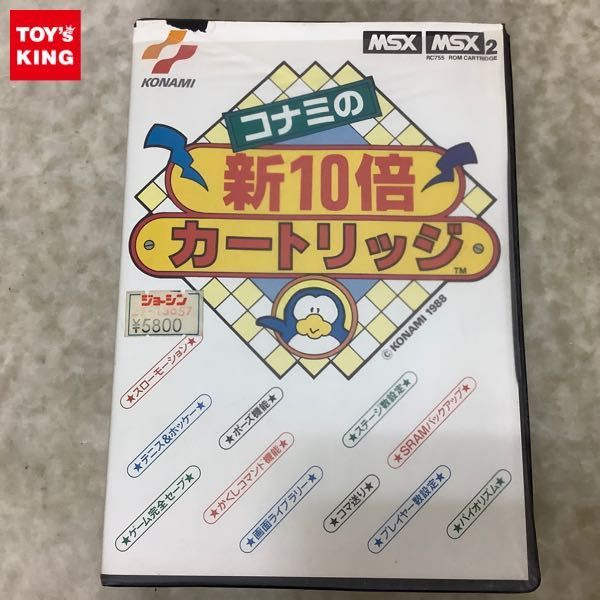 TOY'S
KING
KONAMI
MSX MSX2
RC755 ROM CARTRIDGE
コナミの
新10倍
カートリッジ
TM
© KONAMI 1988
ジョーシン
¥5800
★スローモーション★
★テニス&ホッケー★
★ポーズ機能★
★ステージ数設定★
★SRAMバックアップ★
★ゲーム完全セーブ★
★かくしコマンド機能★
★画面ライブラリー★
★コマ送り★
★プレイヤー数設定★
★バイオリズム★